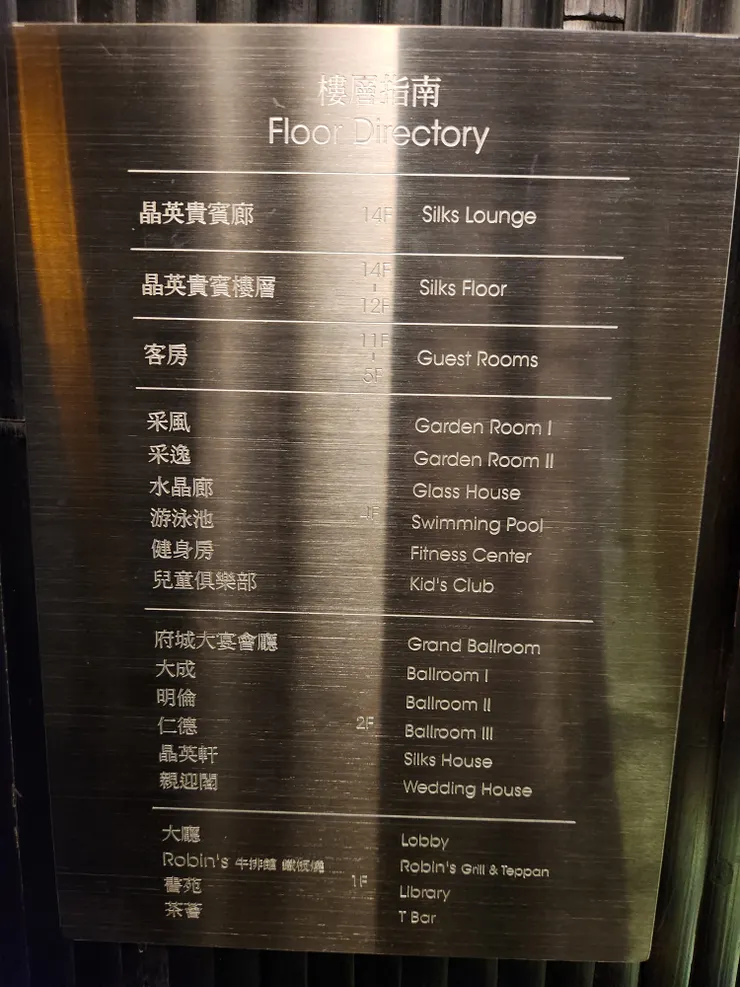 樓層指南
Floor Directory
晶英貴賓廊 14F Silks Lounge
晶英貴賓樓層 14F - 12F Silks Floor
客房 11F - 5F Guest Rooms
采風 Garden Room I
采逸 Garden Room II
水晶廊 Glass House
游泳池 4F Swimming Pool
健身房 Fitness Center
兒童俱樂部 Kid's Club
府城大宴會廳 Grand Ballroom
大成 Ballroom I
明倫 Ballroom II
仁德 2F Ballroom III
晶英軒 Silks House
親迎閣 Wedding House
大廳 Lobby
Robin's 牛排館 鐵板燒 Robin's Grill & Teppan
書苑 1F Library
茶薈 T Bar